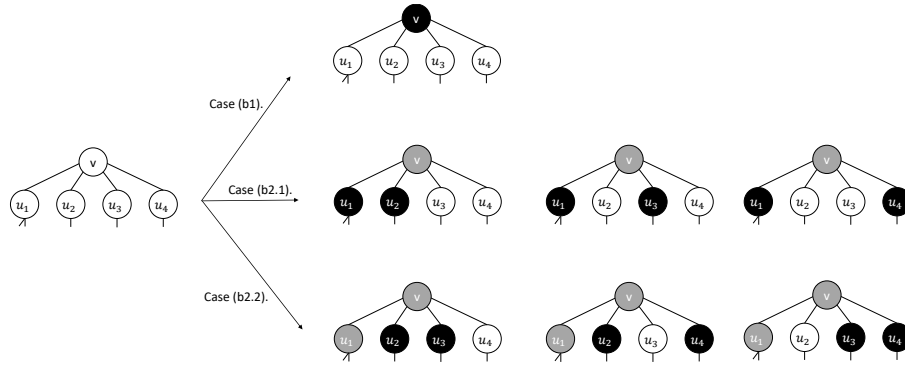 v
u₁ u₂ u₃ u₄
Case (b1).
v
u₁ u₂ u₃ u₄
Case (b2.1).
v v v
u₁ u₂ u₃ u₄ u₁ u₂ u₃ u₄ u₁ u₂ u₃ u₄
Case (b2.2).
v v v
u₁ u₂ u₃ u₄ u₁ u₂ u₃ u₄ u₁ u₂ u₃ u₄